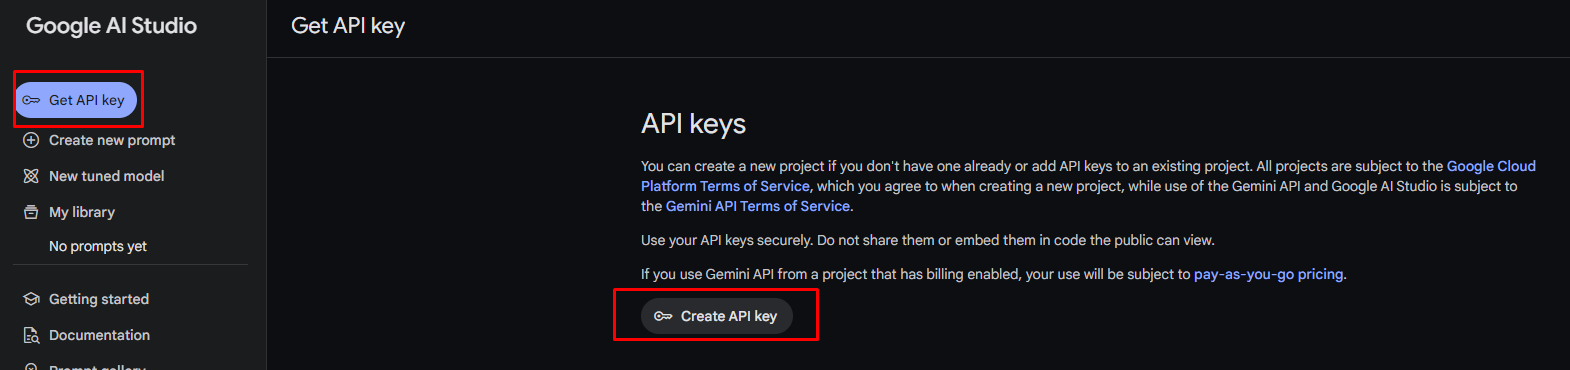 Google AI Studio
Get API key
Get API key
Create new prompt
New tuned model
My library
No prompts yet
Getting started
Documentation
Prompt gallery
API keys
You can create a new project if you don't have one already or add API keys to an existing project. All projects are subject to the Google Cloud
Platform Terms of Service, which you agree to when creating a new project, while use of the Gemini API and Google AI Studio is subject to
the Gemini API Terms of Service.
Use your API keys securely. Do not share them or embed them in code the public can view.
If you use Gemini API from a project that has billing enabled, your use will be subject to pay-as-you-go pricing.
Create API key